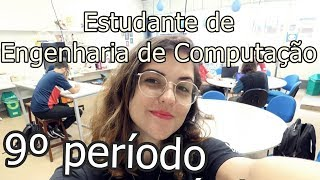 Estudante de
Engenharia de Computação
9º período